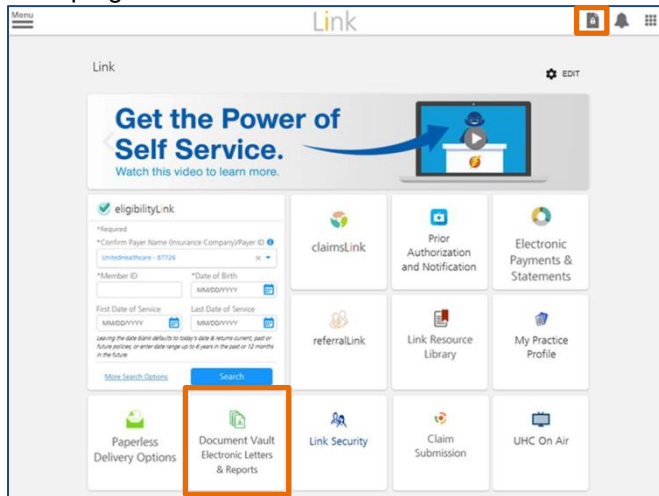 Menu
Link
Link
EDIT
Get the Power of
Self Service.
Watch this video to learn more.
eligibilityLink
*Required
*Confirm Payer Name (Insurance Company)/Payer ID
UnitedHealthcare - 87726
*Member ID
*Date of Birth
MM/DD/YYYY
First Date of Service
Last Date of Service
MM/DD/YYYY
MM/DD/YYYY
Leaving the date blank defaults to today's date & returns current, past or
future policies, or enter date range up to 6 years in the past or 12 months
in the future.
More Search Options
Search
claimsLink
Prior
Authorization
and Notification
Electronic
Payments &
Statements
referralLink
Link Resource
Library
My Practice
Profile
Paperless
Delivery Options
Document Vault
Electronic Letters
& Reports
Link Security
Claim
Submission
UHC On Air